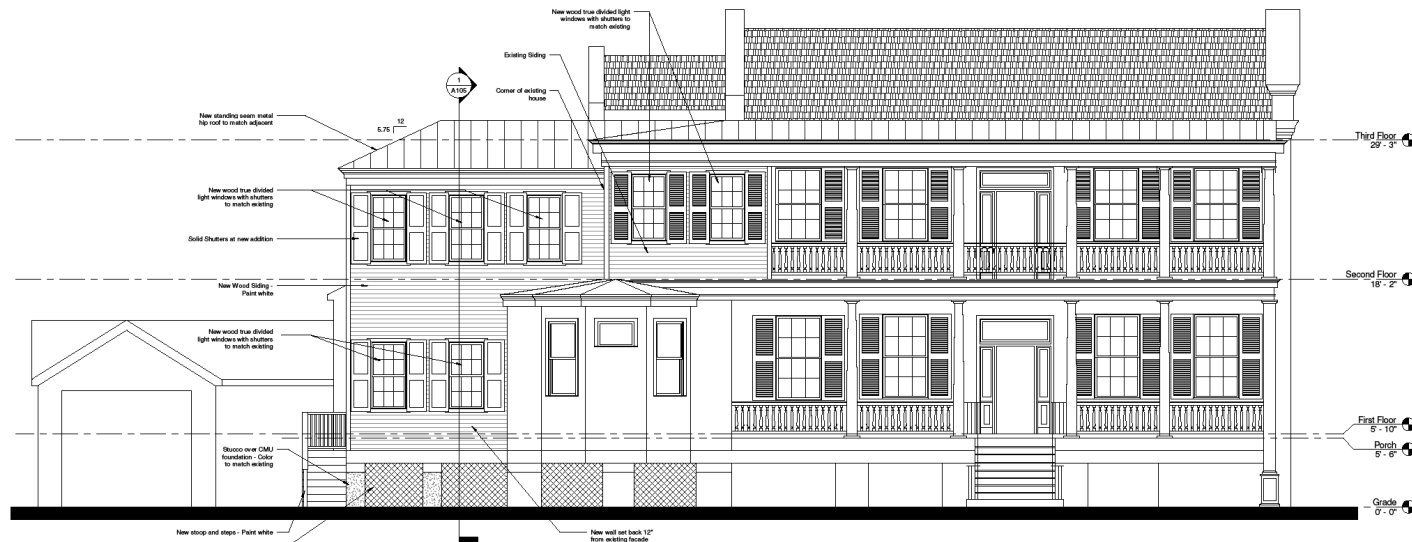 New wood true divided light
windows with shutters to
match existing
Existing Siding
1
A105
Corner of existing
house
New standing seam metal
hip roof to match adjacent
12
5.75
Third Floor
29' - 3"
New wood true divided
light windows with shutters
to match existing
Solid Shutters at new addition
Second Floor
18' - 2"
New Wood Siding -
Paint white
New wood true divided
light windows with shutters
to match existing
First Floor
5' - 10"
Stucco over CMU
foundation - Color
to match existing
Porch
5' - 6"
Grade
0' - 0"
New stoop and steps - Paint white
New wall set back 12"
from existing facade